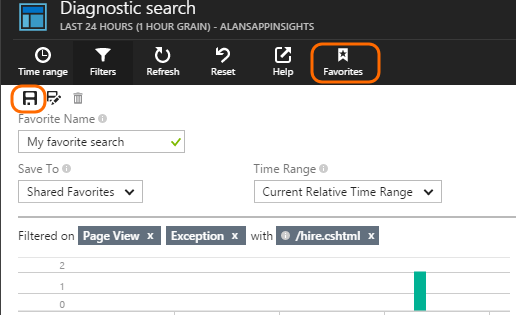 Diagnostic search
LAST 24 HOURS (1 HOUR GRAIN) - ALANSAPPINSIGHTS
Time range Filters Refresh Reset Help Favorites
Favorite Name
My favorite search
Save To Time Range
Shared Favorites Current Relative Time Range
Filtered on Page View x Exception x with /hire.cshtml x
2
1
0